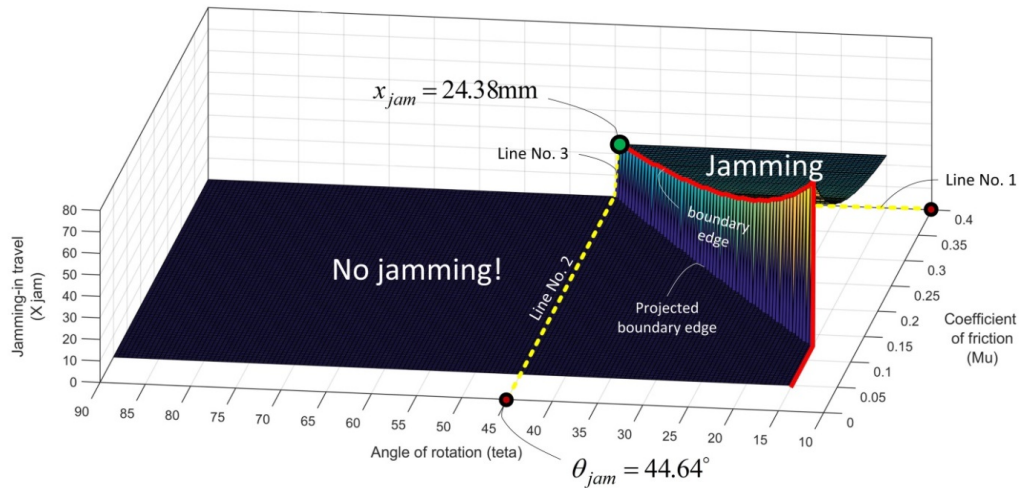 x_jam = 24.38mm
Line No. 3
Jamming
Line No. 1
boundary
edge
No jamming!
Line No. 2
Projected
boundary edge
Jamming-in travel
(X jam)
80
70
60
50
40
30
20
10
0
90
85
80
75
70
65
60
55
50
45
40
35
30
25
20
15
10
Angle of rotation (teta)
0
0.05
0.1
0.15
0.2
0.25
0.3
0.35
0.4
Coefficient
of friction
(Mu)
θ_jam = 44.64°